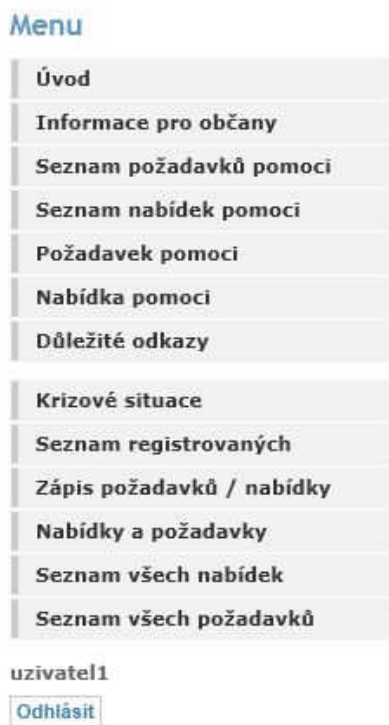 Menu
Úvod
Informace pro občany
Seznam požadavků pomoci
Seznam nabídek pomoci
Požadavek pomoci
Nabídka pomoci
Důležité odkazy
Krizové situace
Seznam registrovaných
Zápis požadavků / nabídky
Nabídky a požadavky
Seznam všech nabídek
Seznam všech požadavků
uzivatel1
Odhlásit